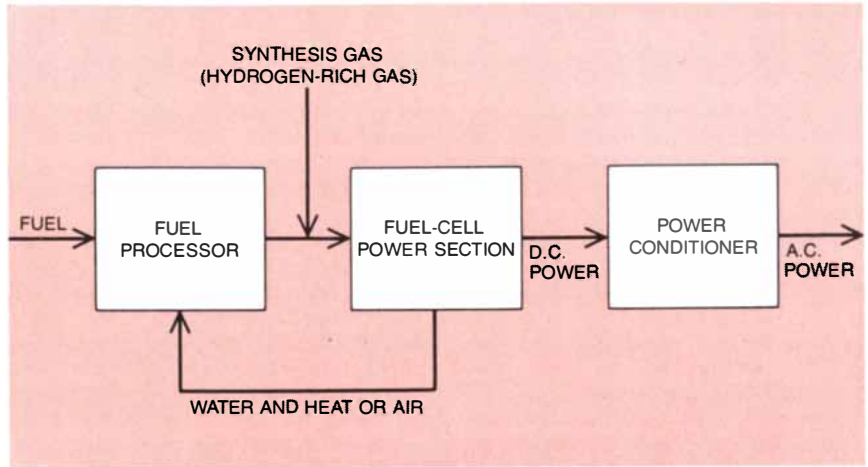 SYNTHESIS GAS
(HYDROGEN-RICH GAS)
FUEL
FUEL
PROCESSOR
FUEL-CELL
POWER SECTION
D.C.
POWER
POWER
CONDITIONER
A.C.
POWER
WATER AND HEAT OR AIR